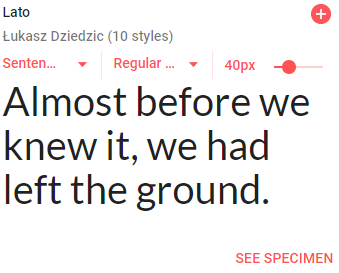 Lato
Łukasz Dziedzic (10 styles)
Senten... Regular ... 40px
Almost before we
knew it, we had
left the ground.
SEE SPECIMEN